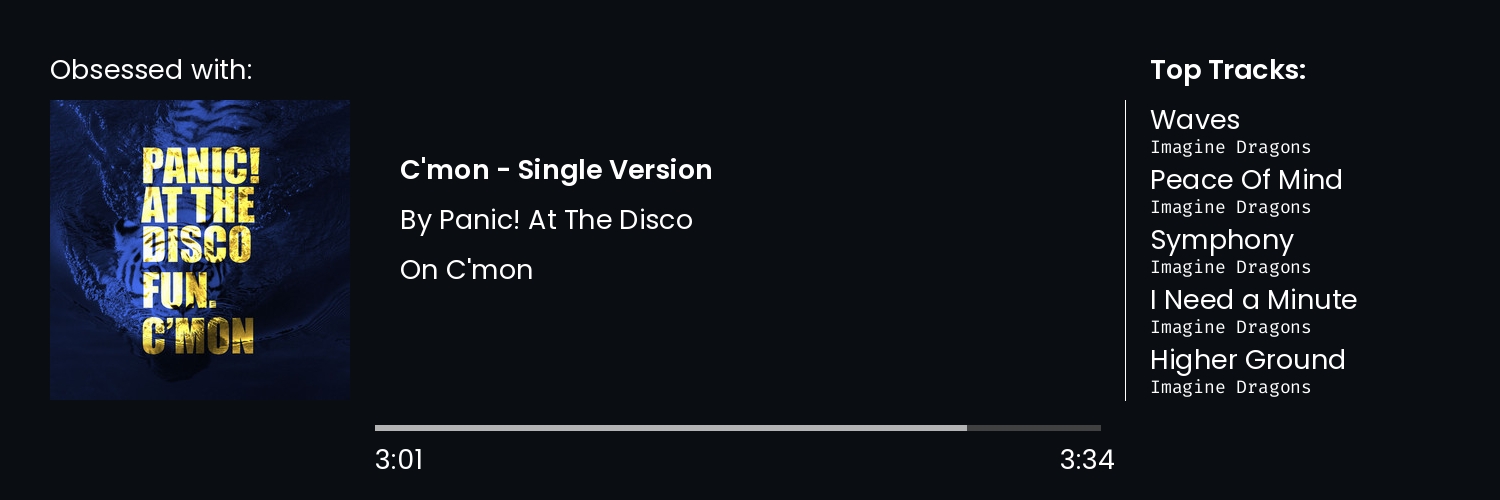 Obsessed with:
PANIC!
AT THE
DISCO
FUN.
C'MON
C'mon - Single Version
By Panic! At The Disco
On C'mon
3:01
3:34
Top Tracks:
Waves
Imagine Dragons
Peace Of Mind
Imagine Dragons
Symphony
Imagine Dragons
I Need a Minute
Imagine Dragons
Higher Ground
Imagine Dragons